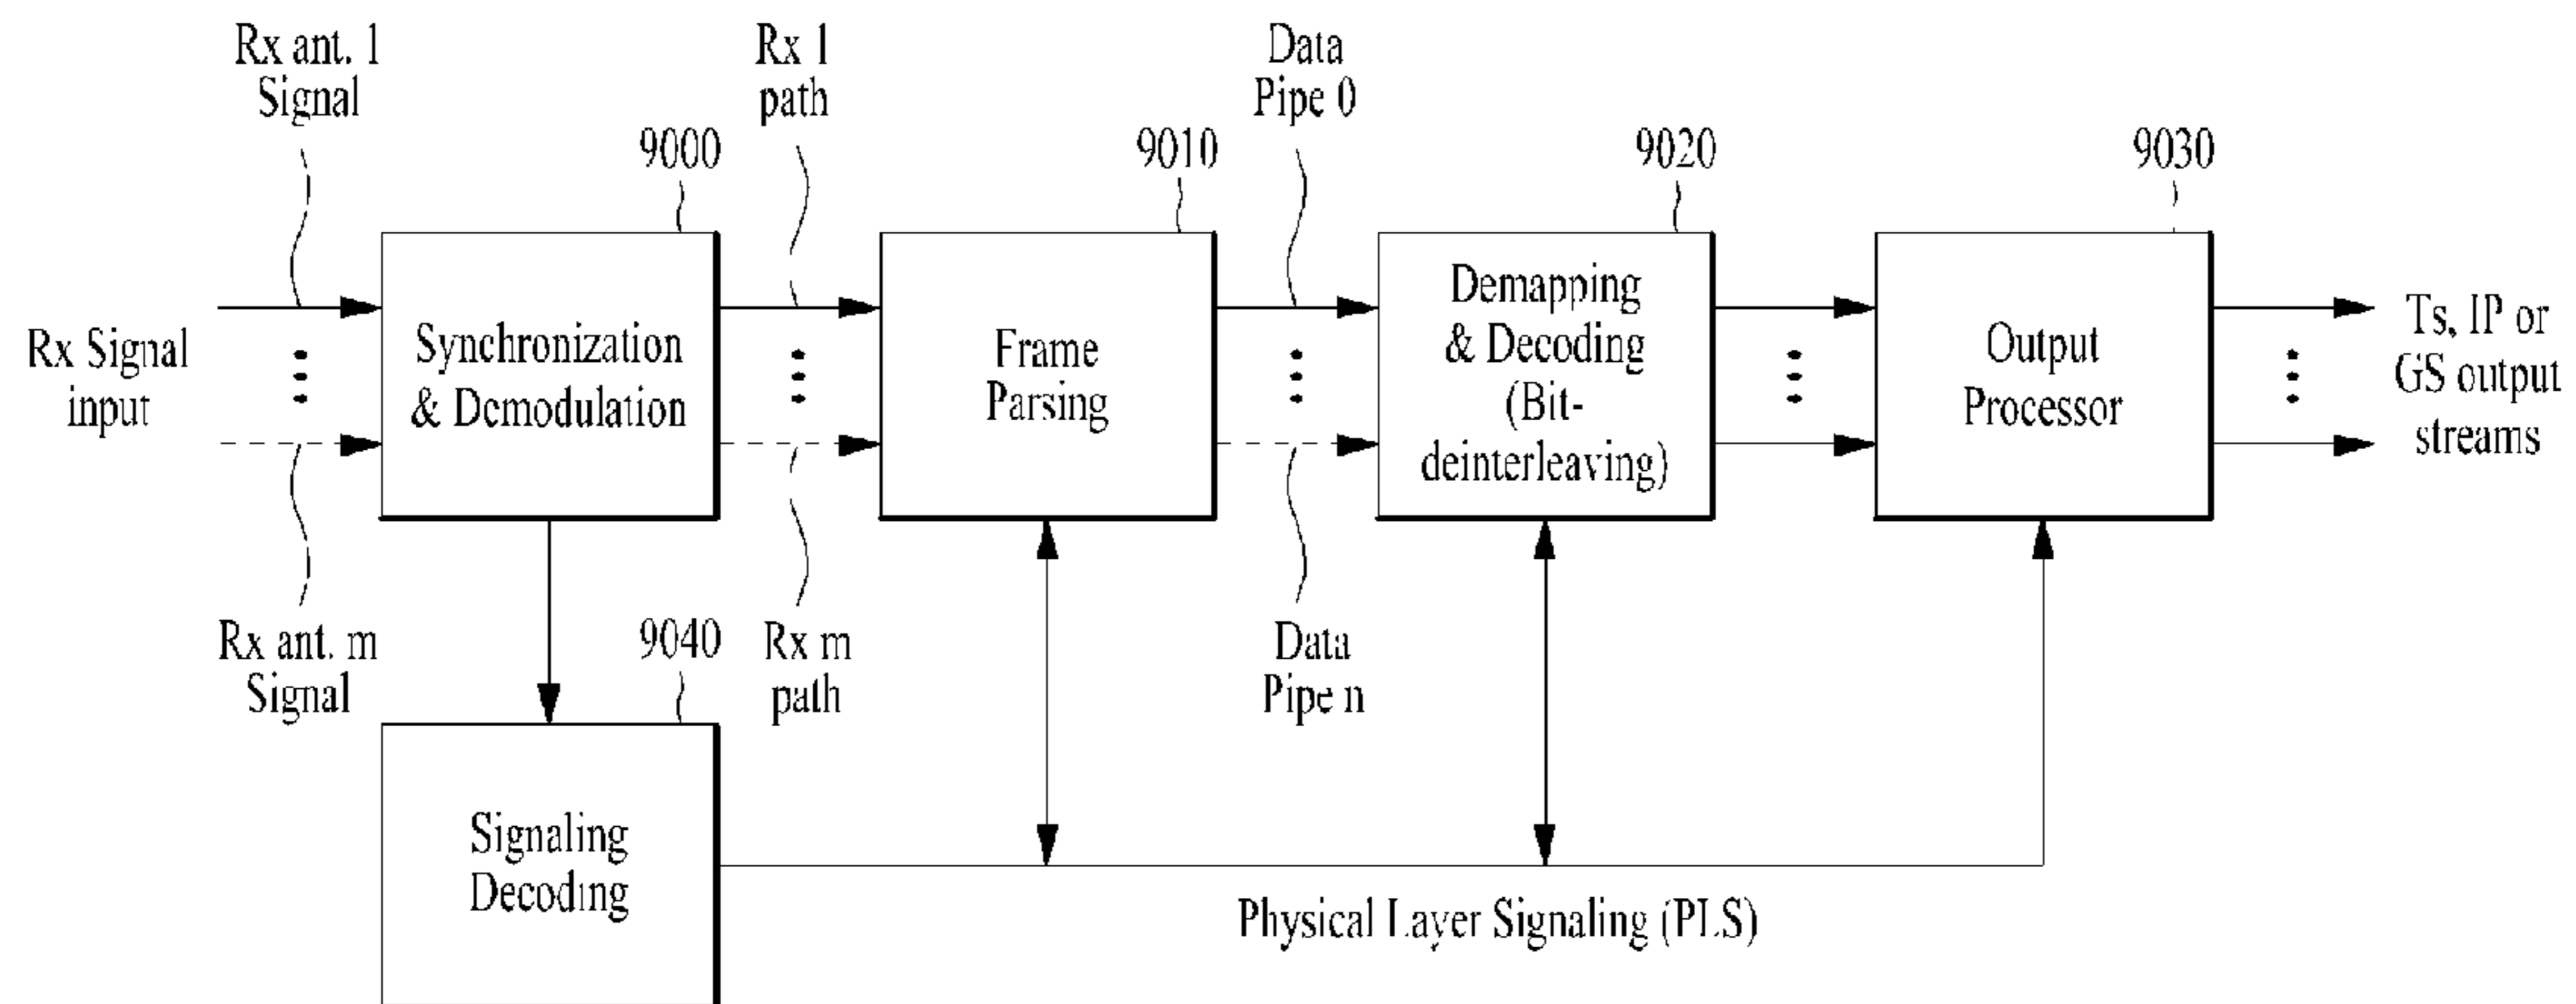 Rx ant. 1
Signal
Rx 1
path
Data
Pipe 0
9000
9010
9020
9030
Rx Signal
input
Synchronization
& Demodulation
Frame
Parsing
Demapping
& Decoding
(Bit-
deinterleaving)
Output
Processor
Ts, IP or
GS output
streams
Rx ant. m
Signal
9040
Rx m
path
Data
Pipe n
Signaling
Decoding
Physical Layer Signaling (PLS)